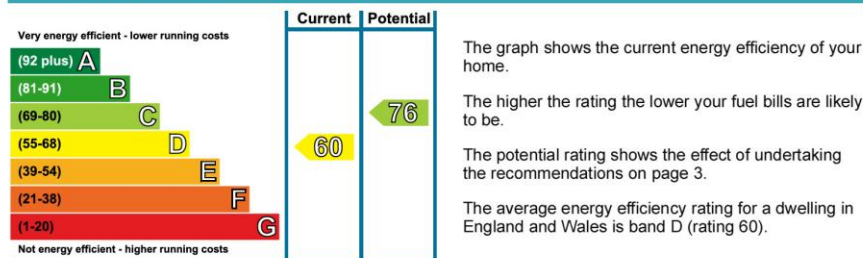 Current Potential
Very energy efficient - lower running costs
(92 plus) A
(81-91) B
(69-80) C
(55-68) D
(39-54) E
(21-38) F
(1-20) G
Not energy efficient - higher running costs
60
76
The graph shows the current energy efficiency of your
home.
The higher the rating the lower your fuel bills are likely
to be.
The potential rating shows the effect of undertaking
the recommendations on page 3.
The average energy efficiency rating for a dwelling in
England and Wales is band D (rating 60).